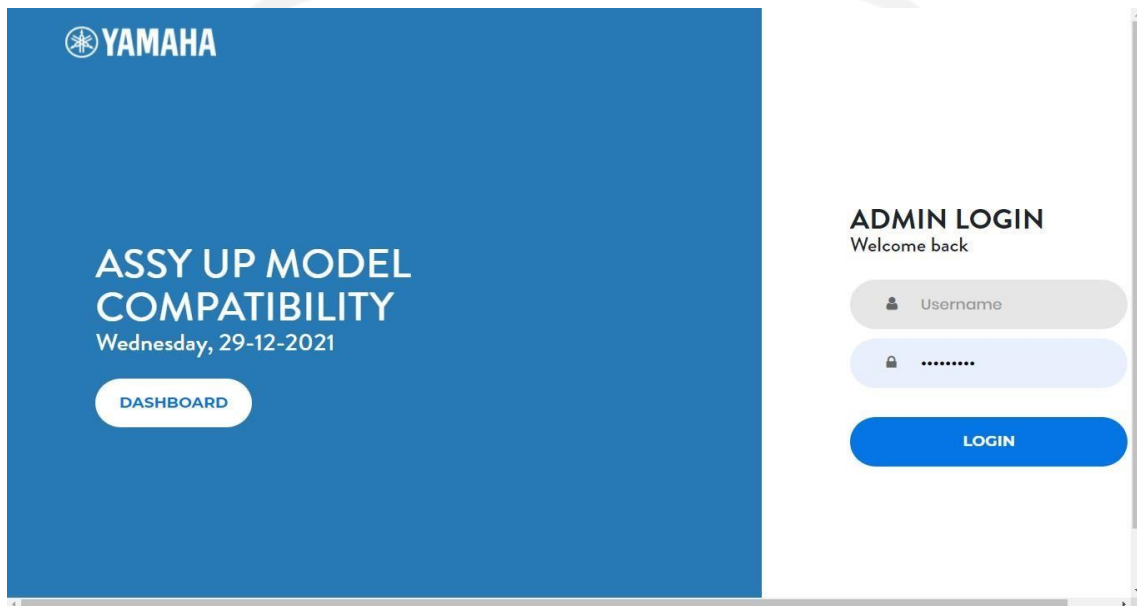 YAMAHA
ASSY UP MODEL
COMPATIBILITY
Wednesday, 29-12-2021
DASHBOARD
ADMIN LOGIN
Welcome back
Username
•••••••••
LOGIN